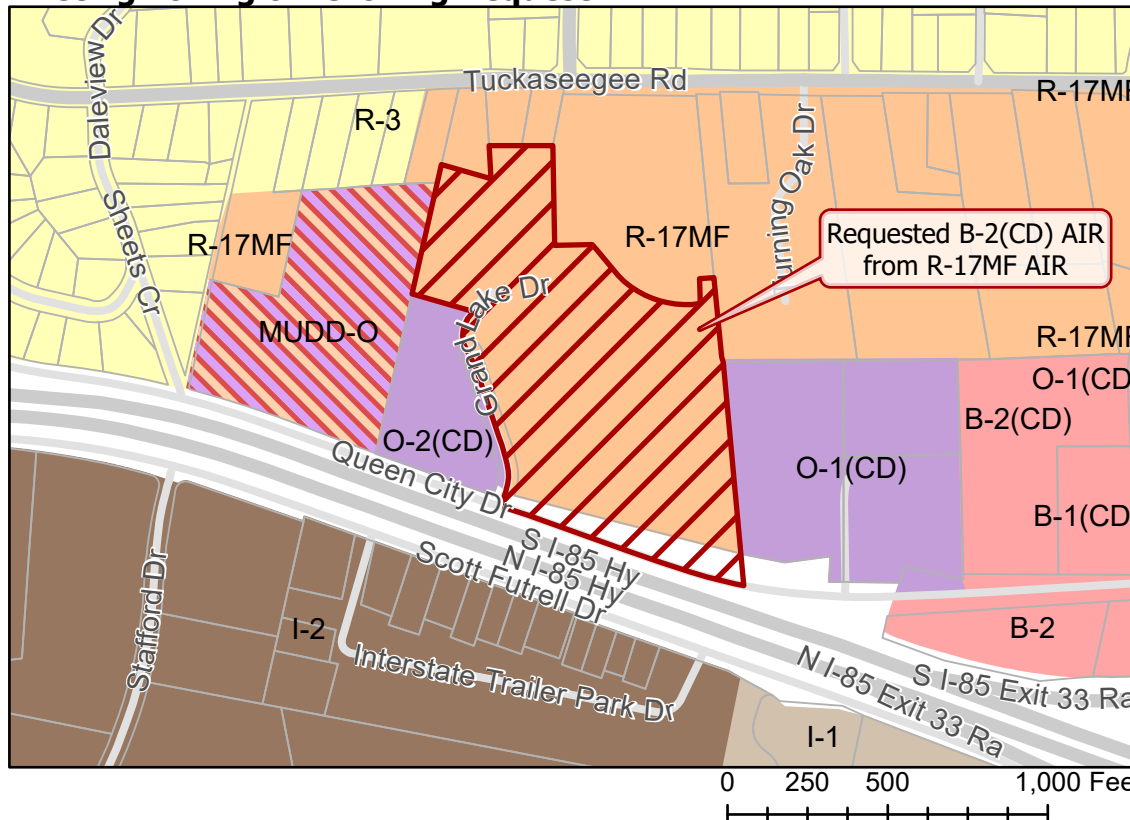 Tuckaseegee Rd
R-17MF
Daleview Dr
R-3
Burning Oak Dr
Sheets Cr
R-17MF
R-17MF
Requested B-2(CD) AIR
from R-17MF AIR
Grand Lake Dr
MUDD-O
R-17MF
O-1(CD
B-2(CD)
O-2(CD)
O-1(CD)
Queen City Dr
B-1(CD
S I-85 Hy
N I-85 Hy
Scott Futrell Dr
Stafford Dr
I-2
B-2
Interstate Trailer Park Dr
S I-85 Exit 33 Ra
N I-85 Exit 33 Ra
I-1
0 250 500 1,000 Fee